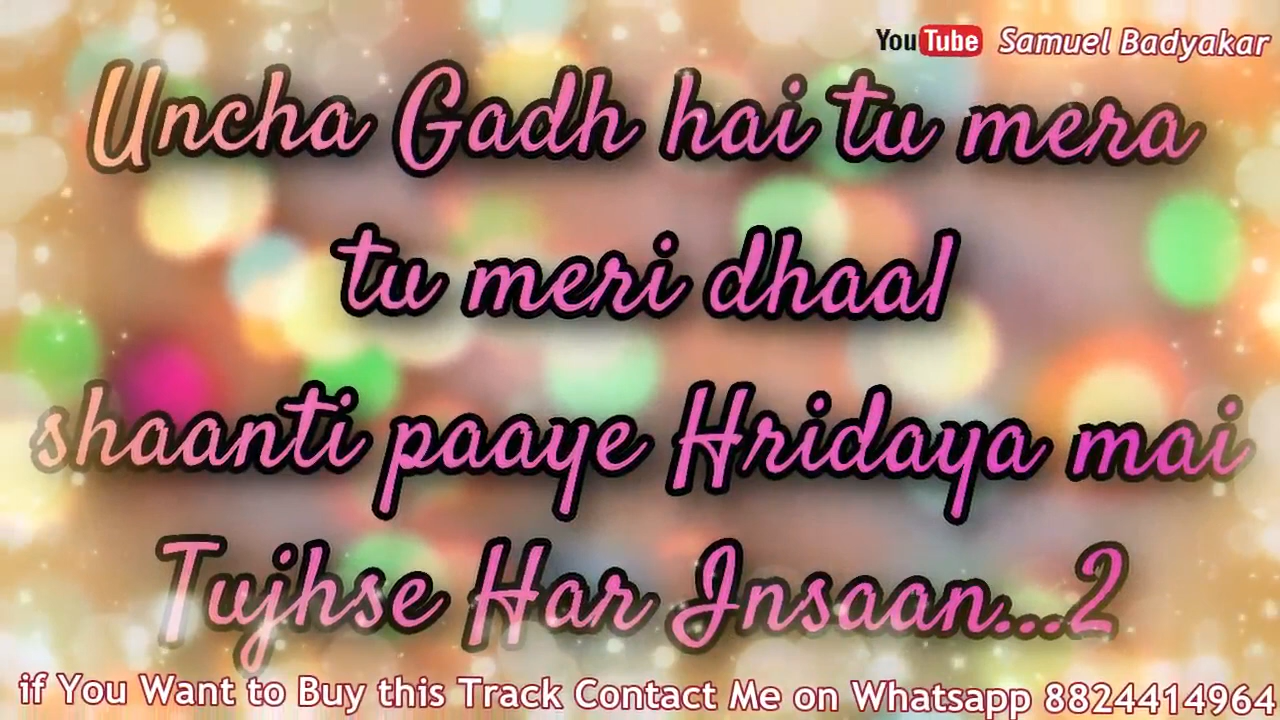 YouTube Samuel Badyakar
Uncha Gadh hai tu mera
tu meri dhaal
shaanti paaye Hridaya mai
Tujhse Har Insaan...2
if You Want to Buy this Track Contact Me on Whatsapp 8824414964